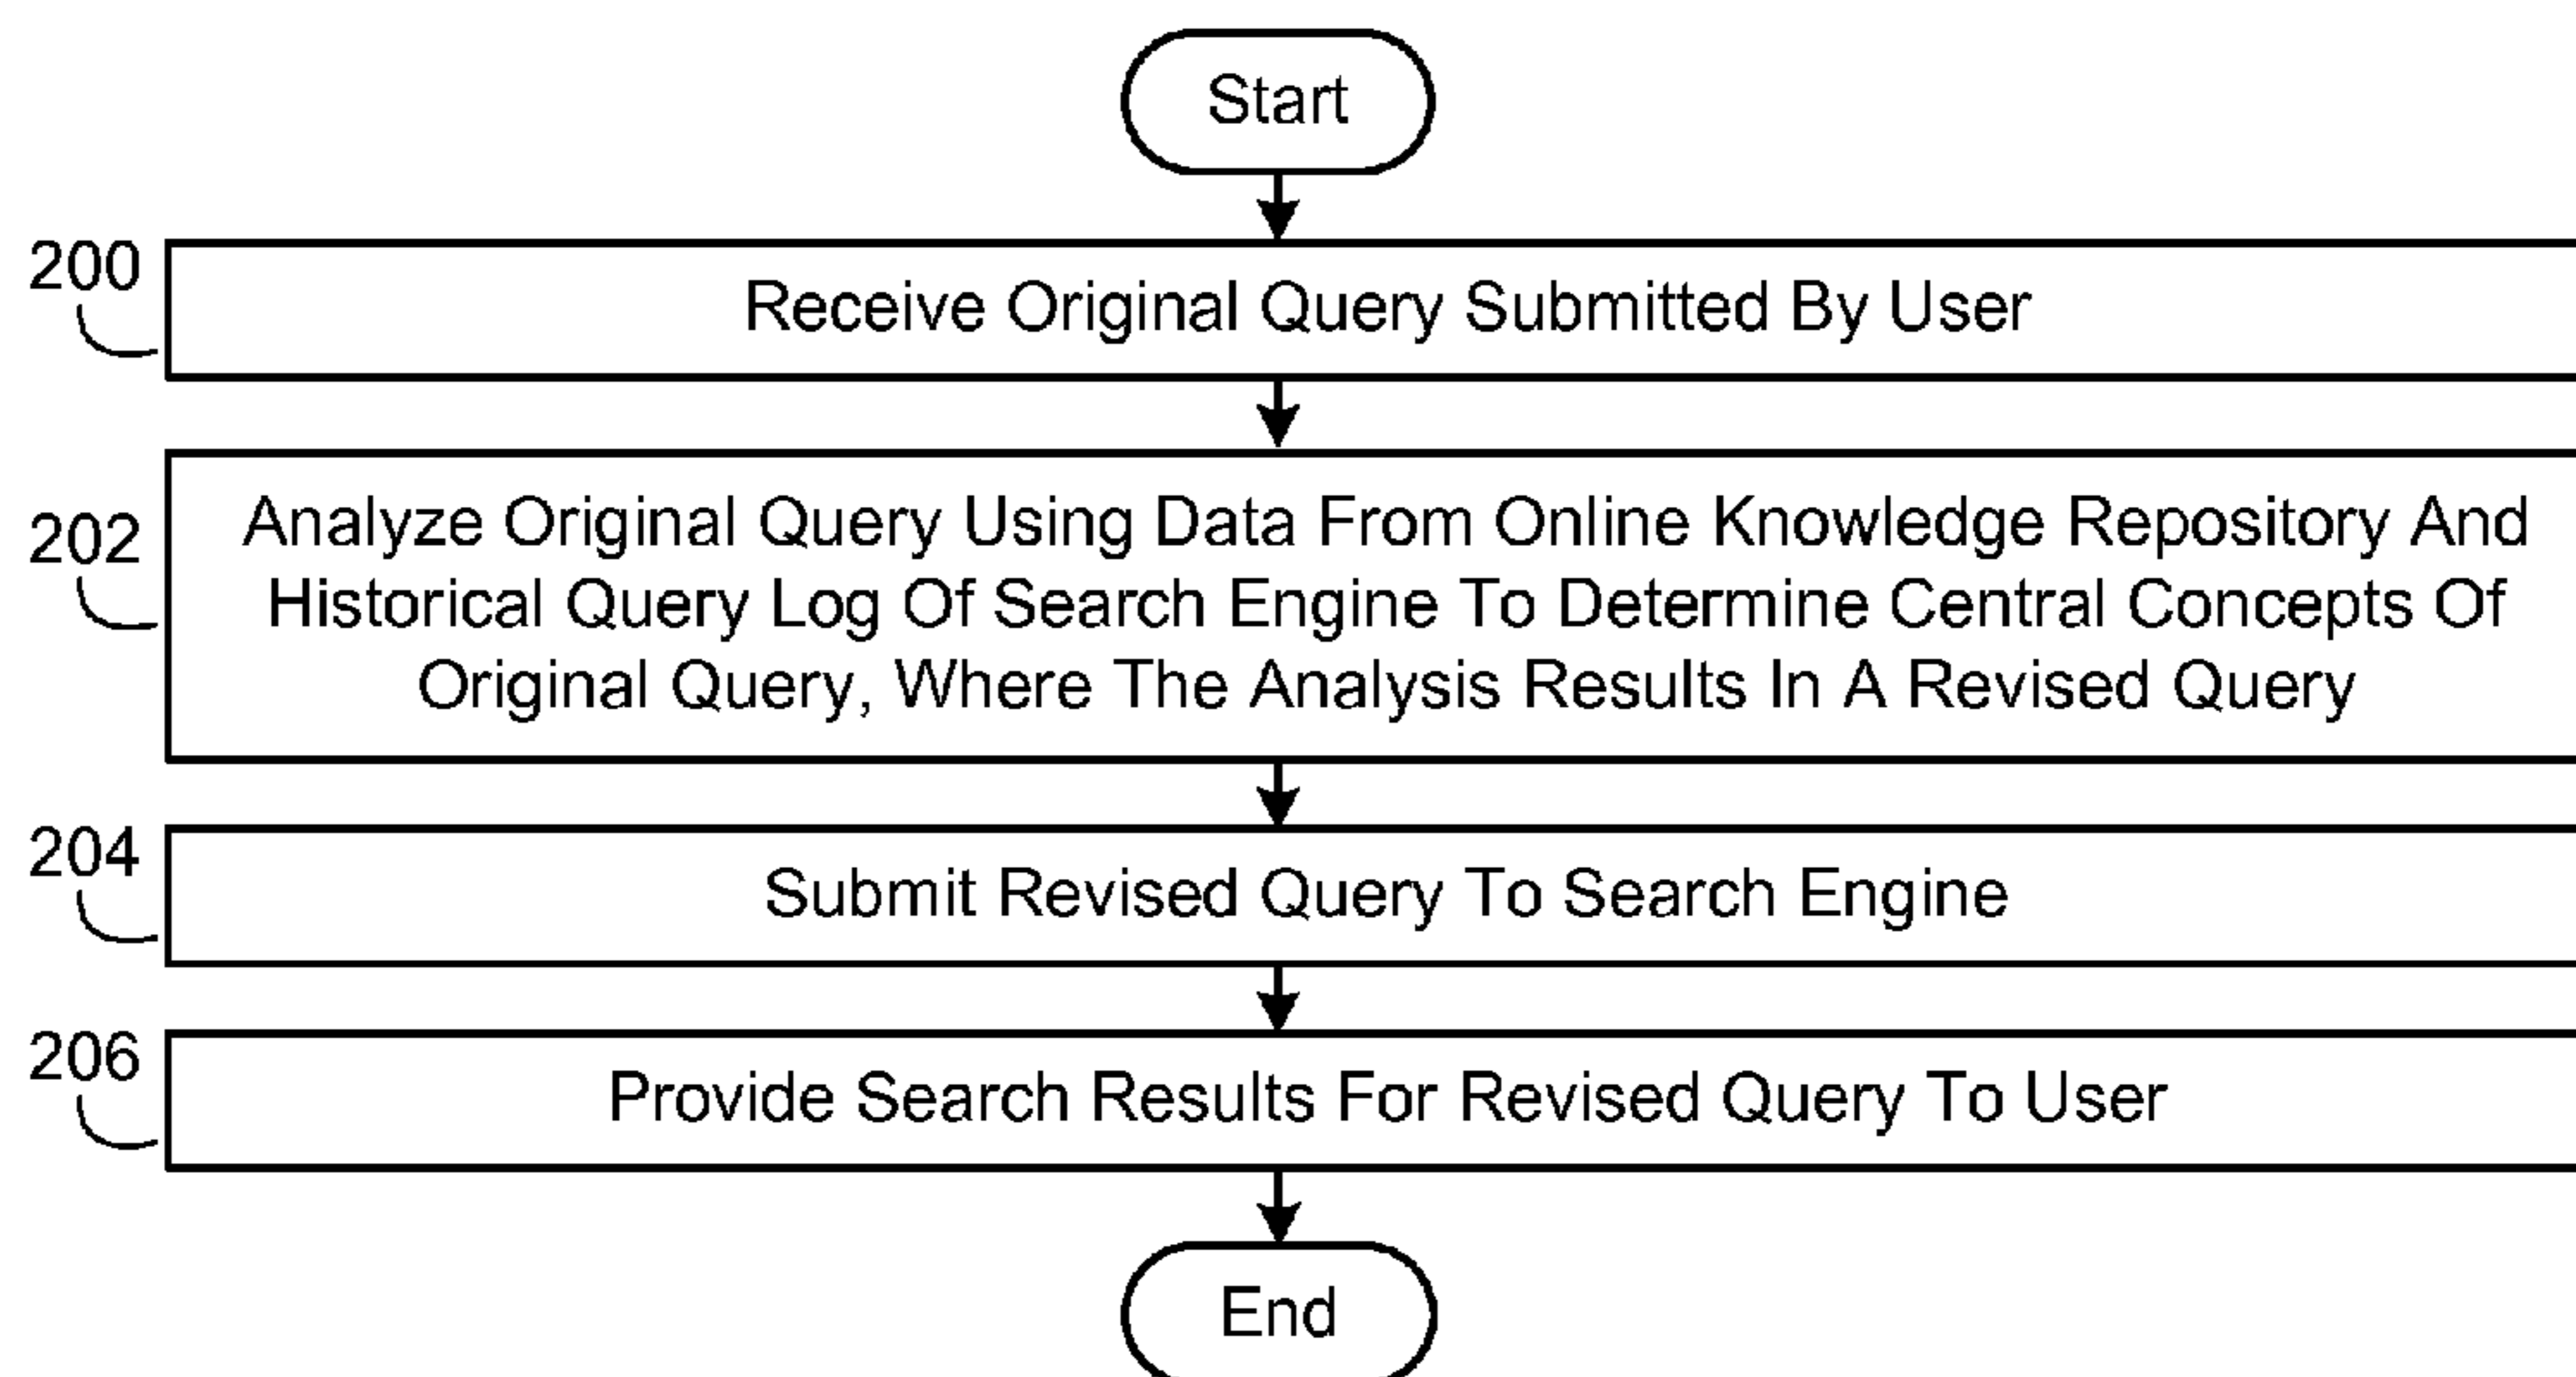 Start
200
Receive Original Query Submitted By User
202
Analyze Original Query Using Data From Online Knowledge Repository And
Historical Query Log Of Search Engine To Determine Central Concepts Of
Original Query, Where The Analysis Results In A Revised Query
204
Submit Revised Query To Search Engine
206
Provide Search Results For Revised Query To User
End